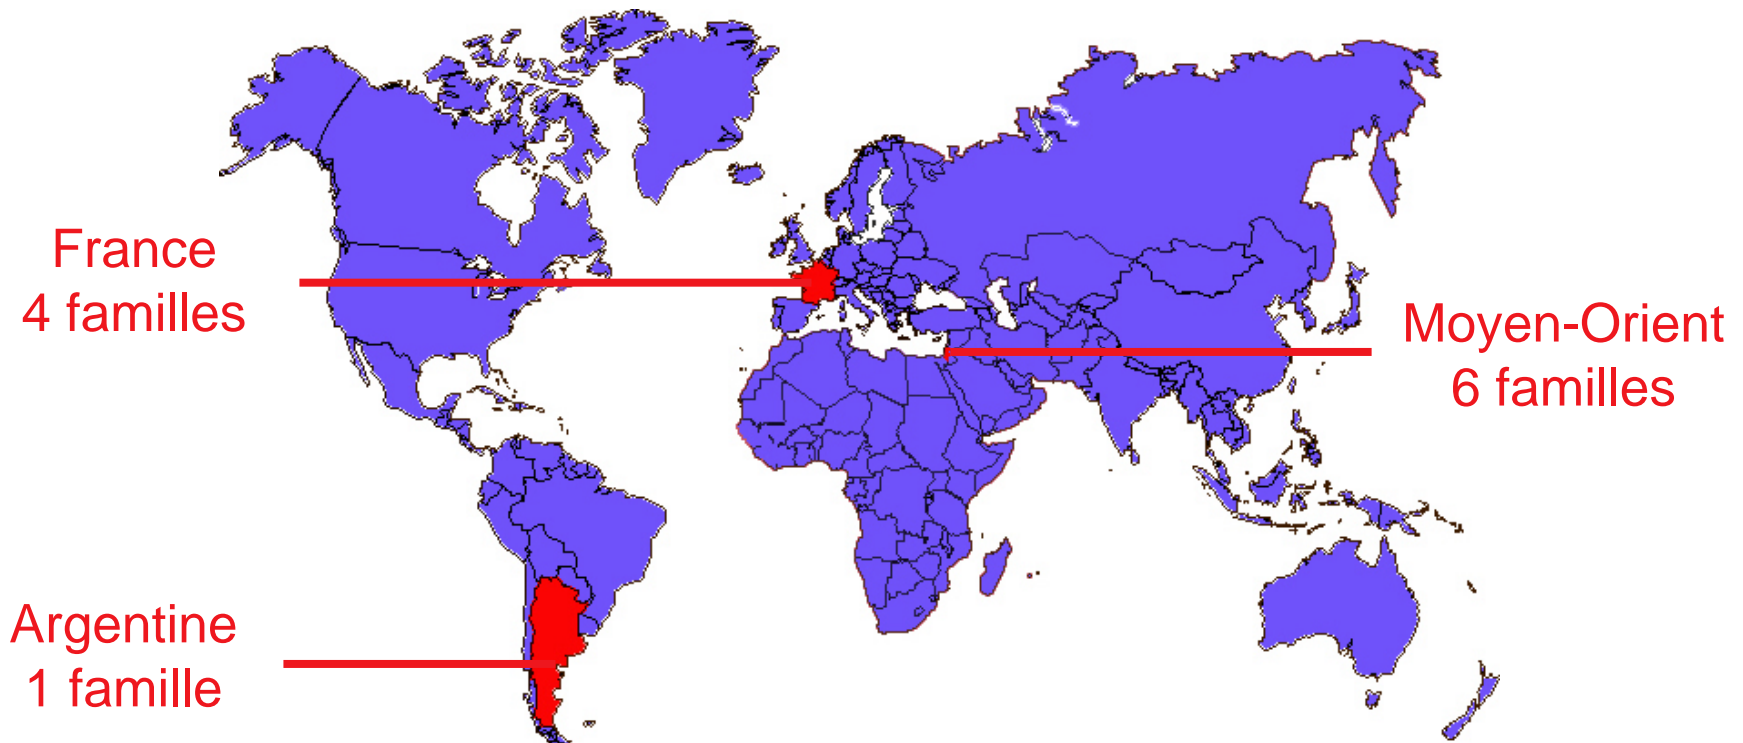 France
4 familles
Moyen-Orient
6 familles
Argentine
1 famille